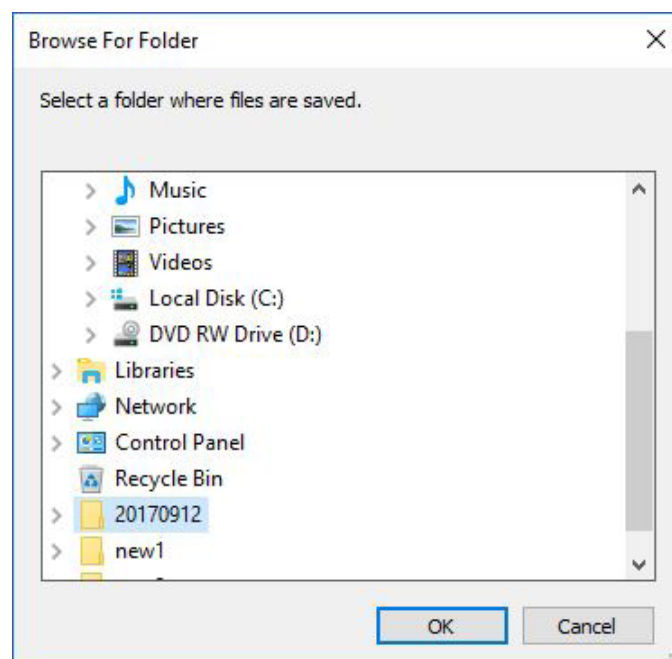 Browse For Folder
Select a folder where files are saved.
Music
Pictures
Videos
Local Disk (C:)
DVD RW Drive (D:)
Libraries
Network
Control Panel
Recycle Bin
20170912
new1
OK Cancel